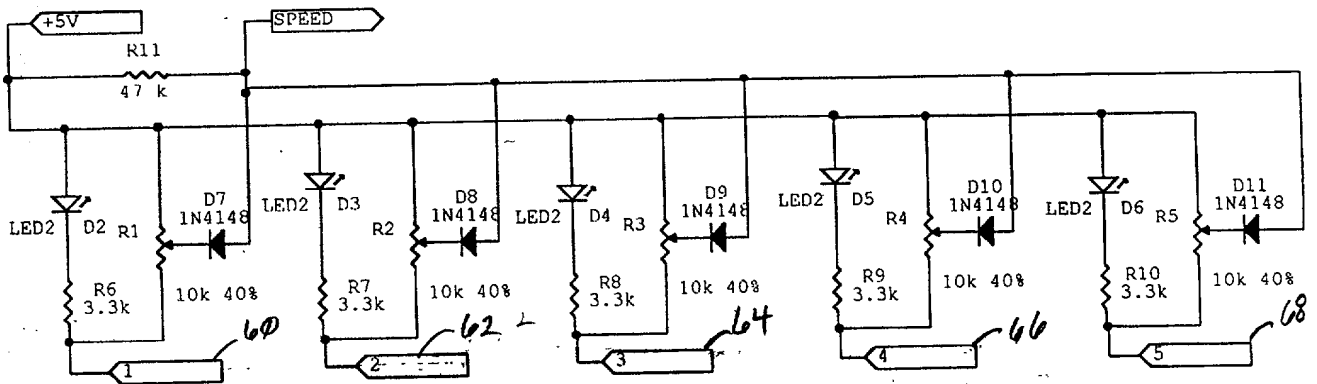 +5V
SPEED
R11
47 k
LED2 D2
R1
D7
1N4148
R6
3.3k
10k 40%
LED2 D3
R2
D8
1N4148
R7
3.3k
10k 40%
LED2 D4
R3
D9
1N4148
R8
3.3k
10k 40%
LED2 D5
R4
D10
1N4148
R9
3.3k
10k 40%
LED2 D6
R5
D11
1N4148
R10
3.3k
10k 40%
60
62
64
66
68
1
2
3
4
5